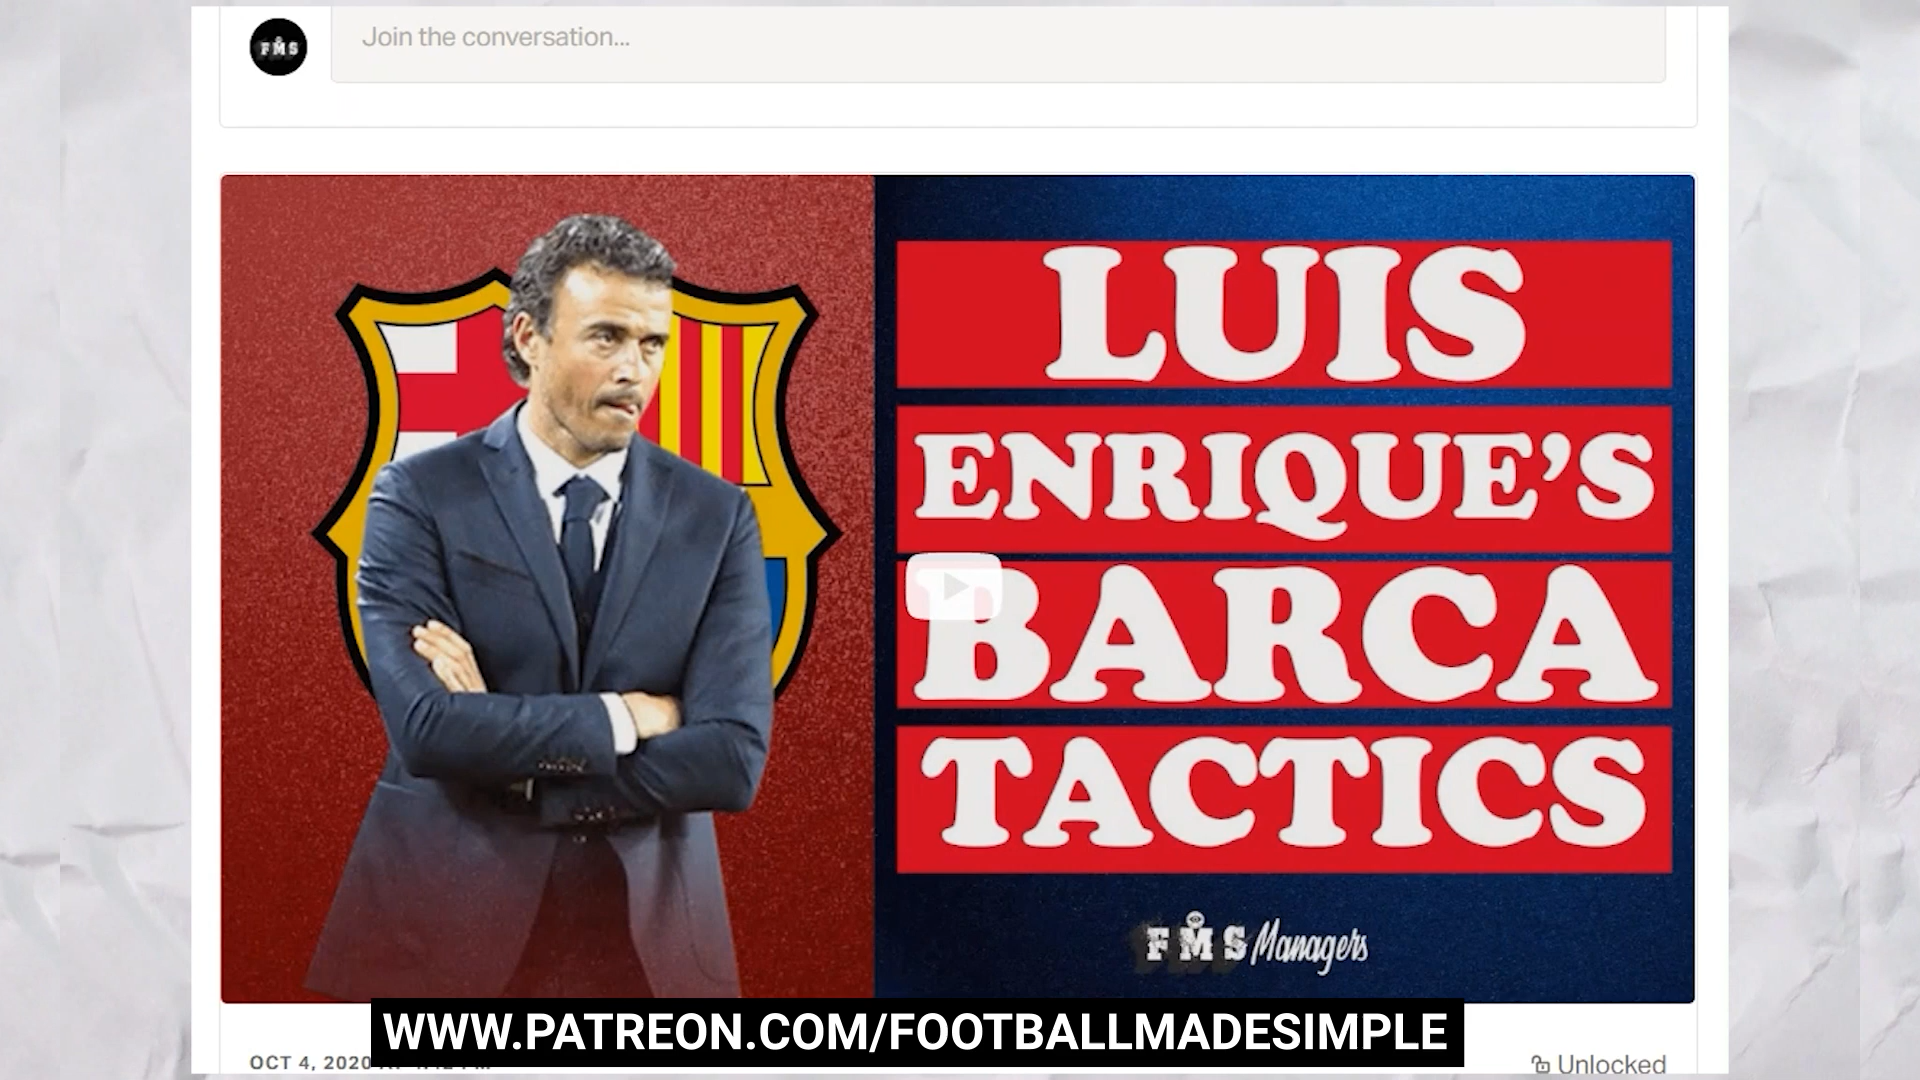 FMS
Join the conversation...
LUIS
ENRIQUE'S
BARCA
TACTICS
FMS Managers
WWW.PATREON.COM/FOOTBALLMADESIMPLE
OCT 4, 2020
Unlocked